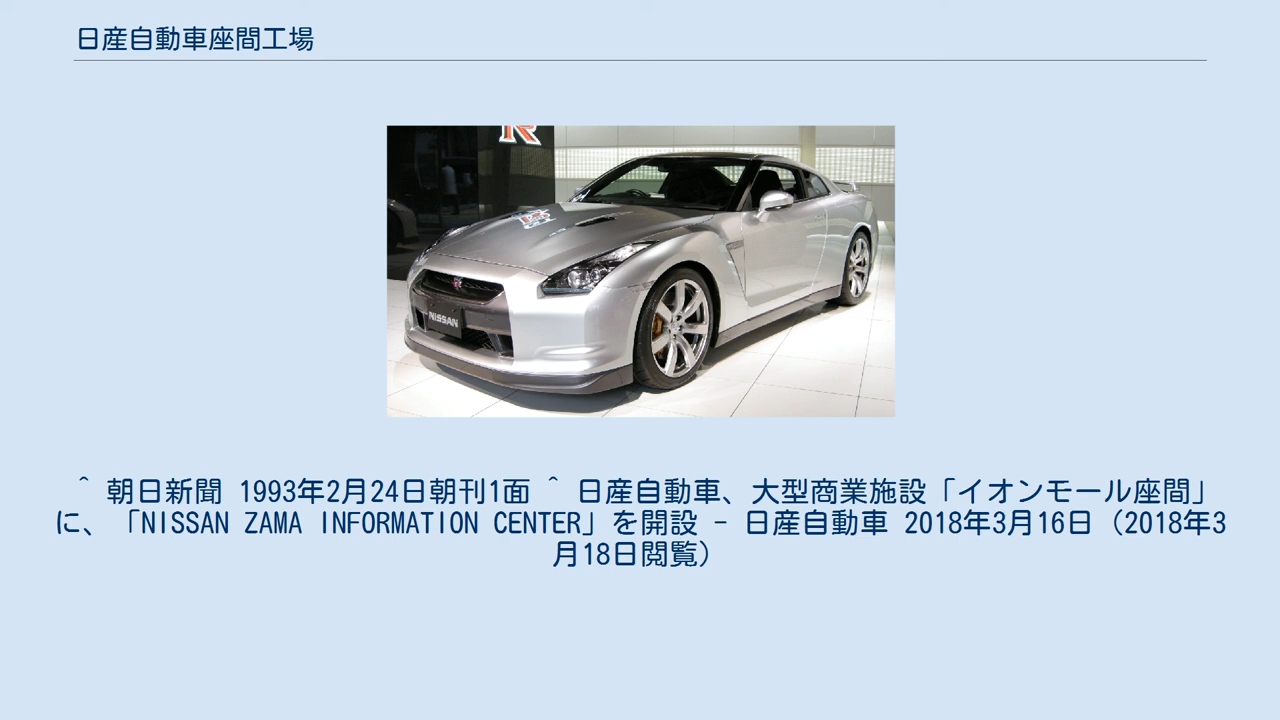 日産自動車座間工場
R
NISSAN
^ 朝日新聞 1993年2月24日朝刊1面 ^ 日産自動車、大型商業施設「イオンモール座間」
に、「NISSAN ZAMA INFORMATION CENTER」を開設 - 日産自動車 2018年3月16日（2018年3
月18日閲覧）